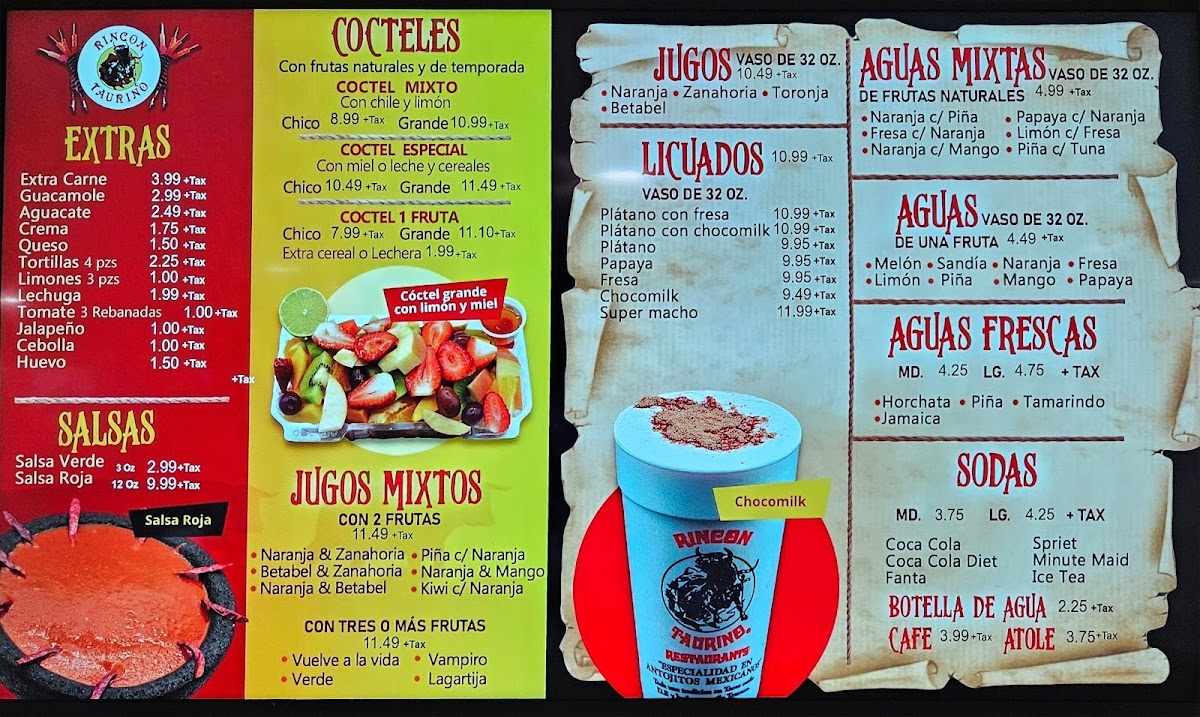 RINCON
TAURINO
EXTRAS
Extra Carne 3.99 +Tax
Guacamole 2.99 +Tax
Aguacate 2.49 +Tax
Crema 1.75 +Tax
Queso 1.50 +Tax
Tortillas 4 pzs 2.25 +Tax
Limones 3 pzs 1.00 +Tax
Lechuga 1.99 +Tax
Tomate 3 Rebanadas 1.00 +Tax
Jalapeño 1.00 +Tax
Cebolla 1.00 +Tax
Huevo 1.50 +Tax
+Tax
SALSAS
Salsa Verde 3 Oz 2.99 +Tax
Salsa Roja 12 Oz 9.99 +Tax
Salsa Roja
COCTELES
Con frutas naturales y de temporada
COCTEL MIXTO
Con chile y limón
Chico 8.99 +Tax Grande 10.99 +Tax
COCTEL ESPECIAL
Con miel o leche y cereales
Chico 10.49 +Tax Grande 11.49 +Tax
COCTEL 1 FRUTA
Chico 7.99 +Tax Grande 11.10 +Tax
Extra cereal o Lechera 1.99 +Tax
Cóctel grande
con limón y miel
JUGOS MIXTOS
CON 2 FRUTAS
11.49 +Tax
• Naranja & Zanahoria • Piña c/ Naranja
• Betabel & Zanahoria • Naranja & Mango
• Naranja & Betabel • Kiwi c/ Naranja
CON TRES O MÁS FRUTAS
11.49 +Tax
• Vuelve a la vida • Vampiro
• Verde • Lagartija
JUGOS VASO DE 32 OZ.
10.49 +Tax
• Naranja • Zanahoria • Toronja
• Betabel
LICUADOS 10.99 +Tax
VASO DE 32 OZ.
Plátano con fresa 10.99 +Tax
Plátano con chocomilk 10.99 +Tax
Plátano 9.95 +Tax
Papaya 9.95 +Tax
Fresa 9.95 +Tax
Chocomilk 9.49 +Tax
Super macho 11.99 +Tax
Chocomilk
RINCON
TAURINO
RESTAURANTS
"ESPECIALIDAD EN
ANTOJITOS MEXICANOS"
AGUAS MIXTAS VASO DE 32 OZ.
DE FRUTAS NATURALES 4.99 +Tax
• Naranja c/ Piña • Papaya c/ Naranja
• Fresa c/ Naranja • Limón c/ Fresa
• Naranja c/ Mango • Piña c/ Tuna
AGUAS VASO DE 32 OZ.
DE UNA FRUTA 4.49 +Tax
• Melón • Sandía • Naranja • Fresa
• Limón • Piña • Mango • Papaya
AGUAS FRESCAS
MD. 4.25 LG. 4.75 + TAX
• Horchata • Piña • Tamarindo
• Jamaica
SODAS
MD. 3.75 LG. 4.25 + TAX
Coca Cola Spriet
Coca Cola Diet Minute Maid
Fanta Ice Tea
BOTELLA DE AGUA 2.25 +Tax
CAFE 3.99 +Tax ATOLE 3.75 +Tax